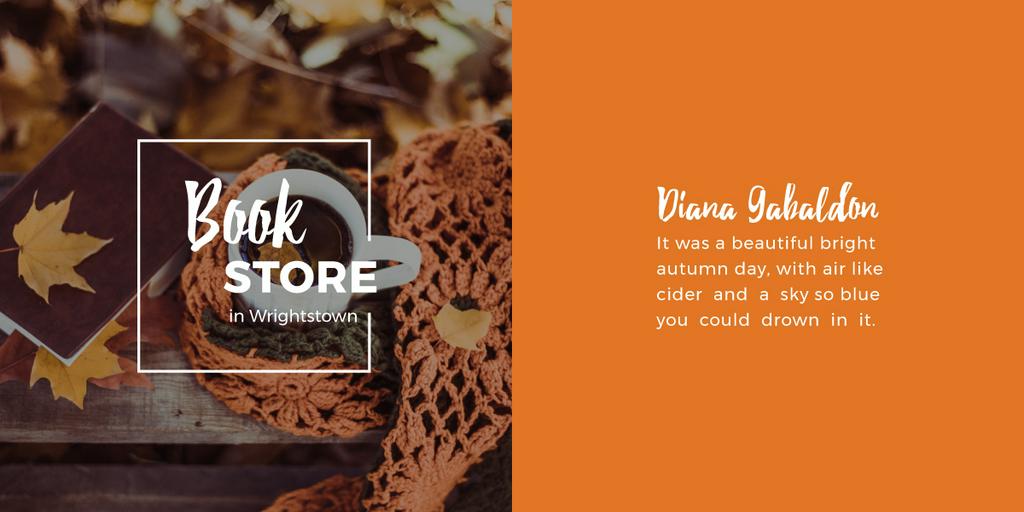 Book
STORE
in Wrightstown
Diana Gabaldon
It was a beautiful bright
autumn day, with air like
cider and a sky so blue
you could drown in it.